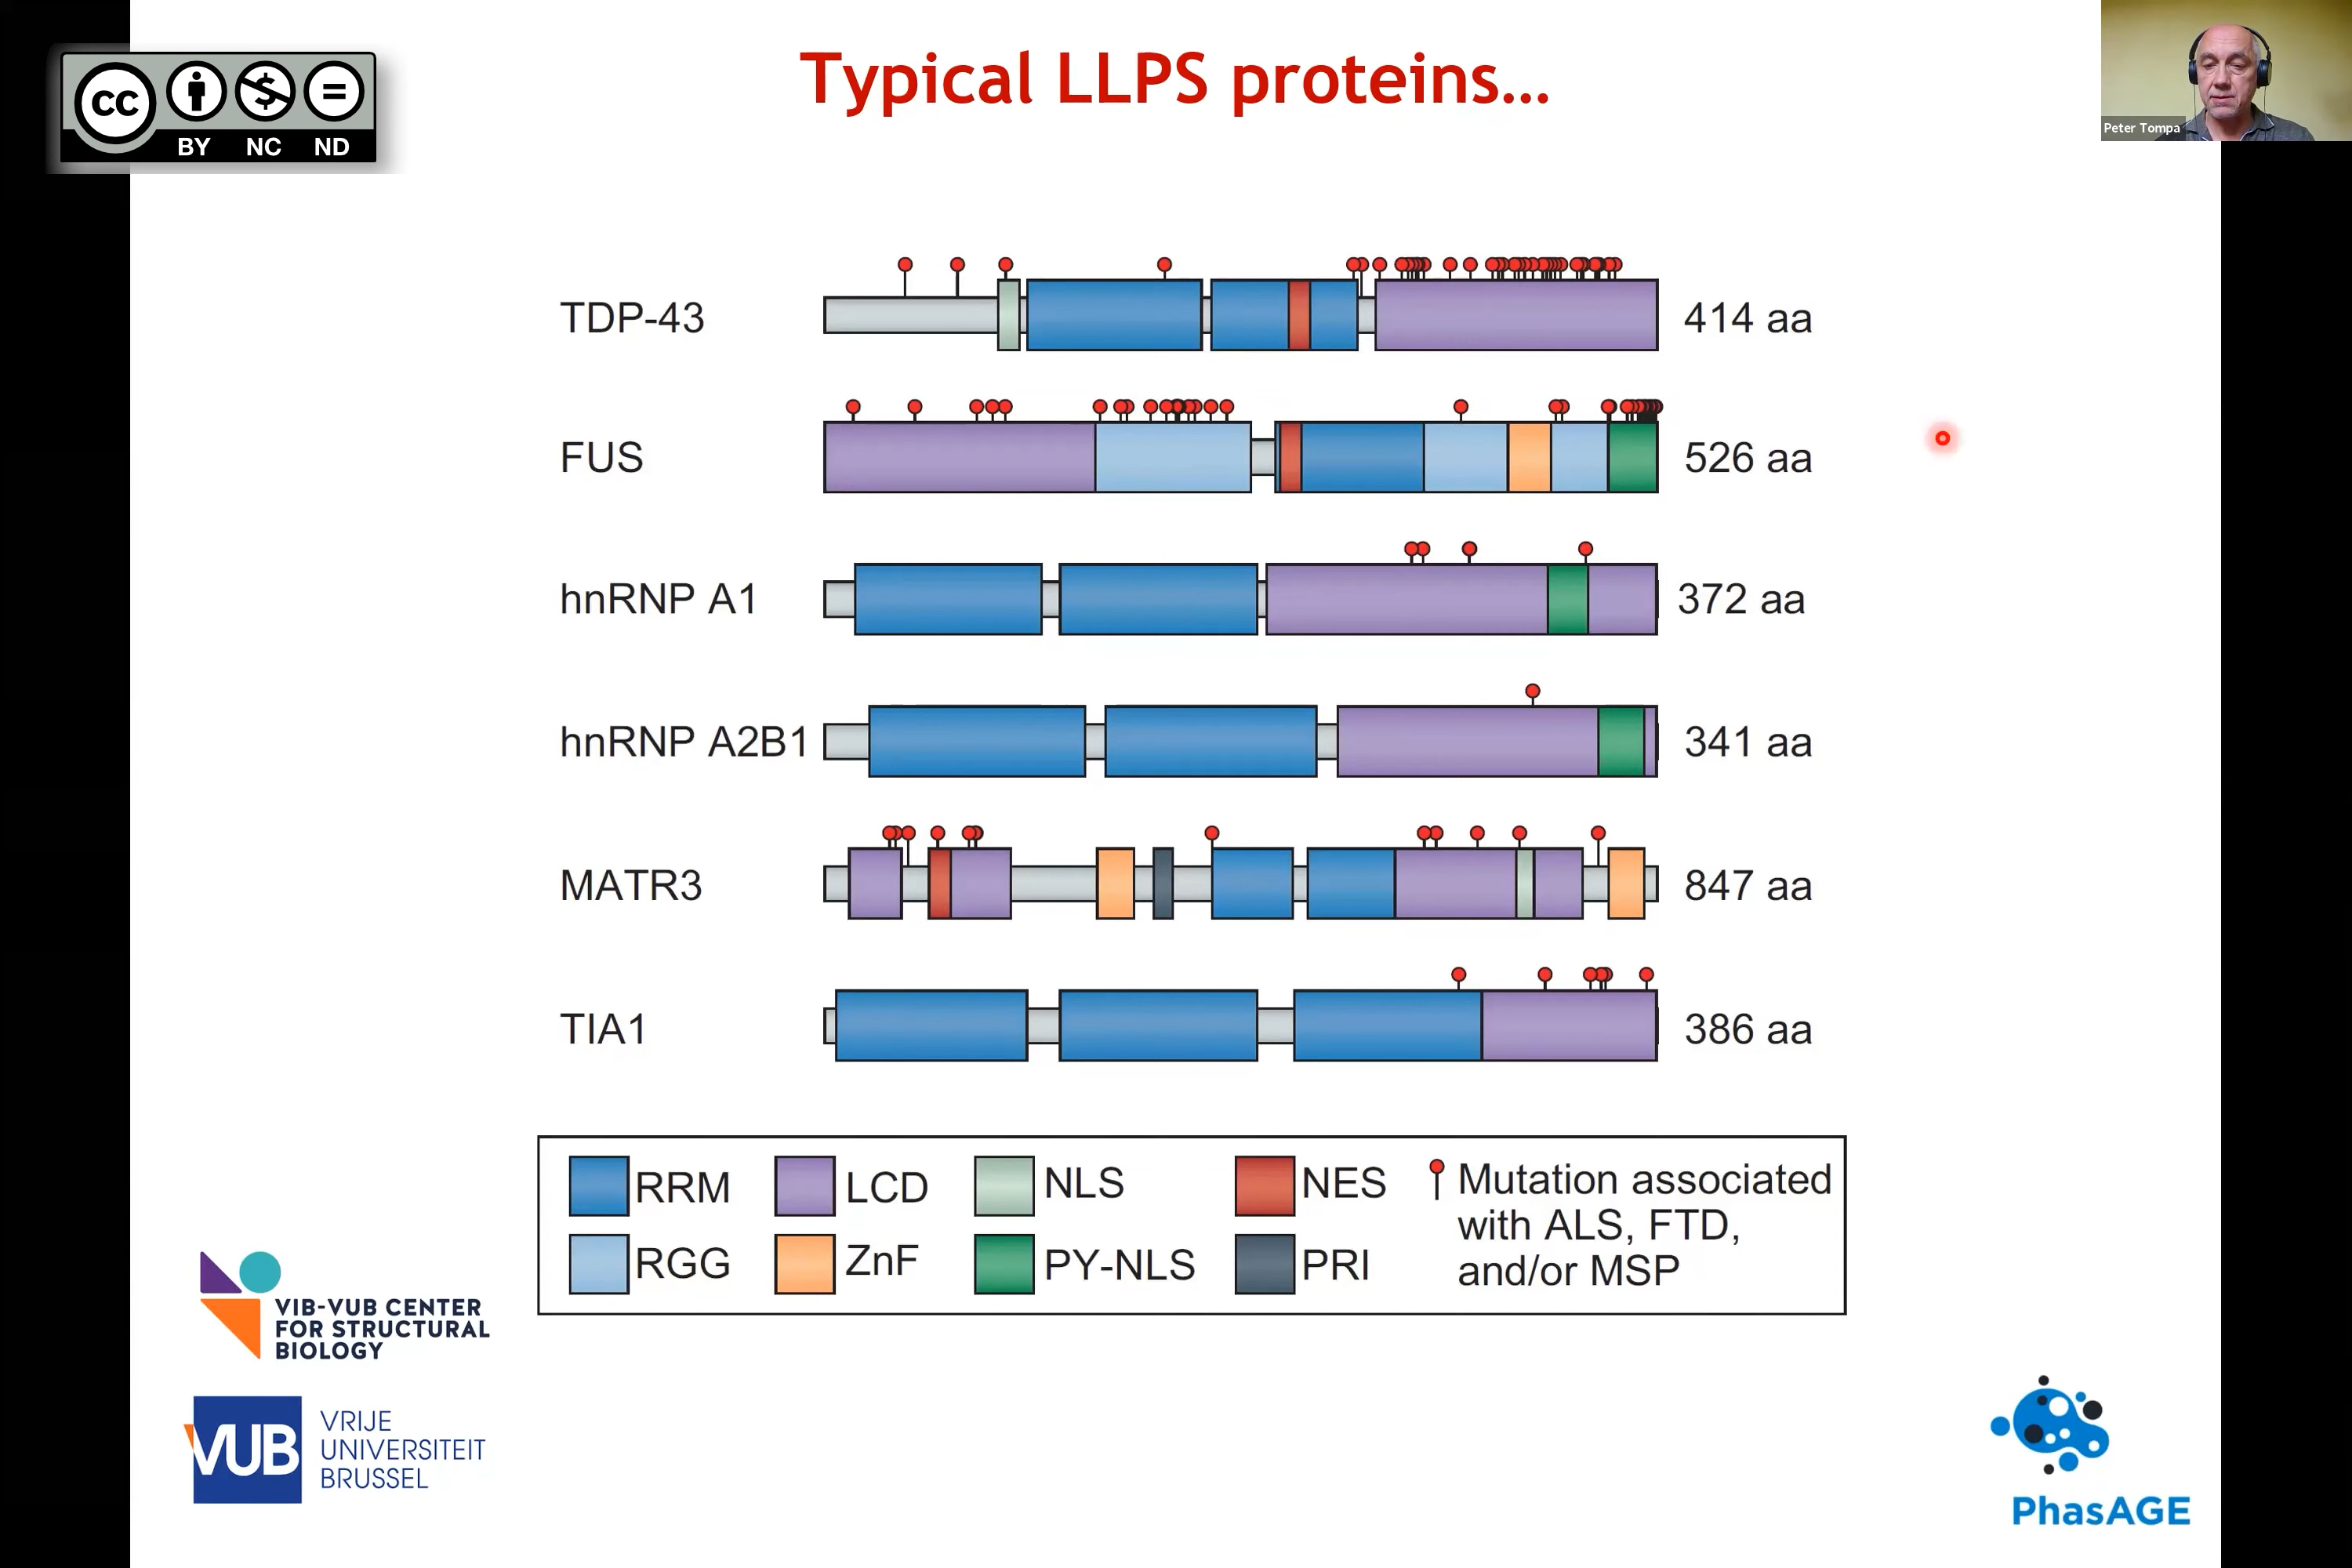 Typical LLPS proteins...
cc
BY NC ND
Peter Tompa
TDP-43 414 aa
FUS 526 aa
hnRNP A1 372 aa
hnRNP A2B1 341 aa
MATR3 847 aa
TIA1 386 aa
RRM LCD NLS NES Mutation associated
with ALS, FTD,
RGG ZnF PY-NLS PRI and/or MSP
VIB-VUB CENTER
FOR STRUCTURAL
BIOLOGY
VUB
VRIJE
UNIVERSITEIT
BRUSSEL
PhasAGE